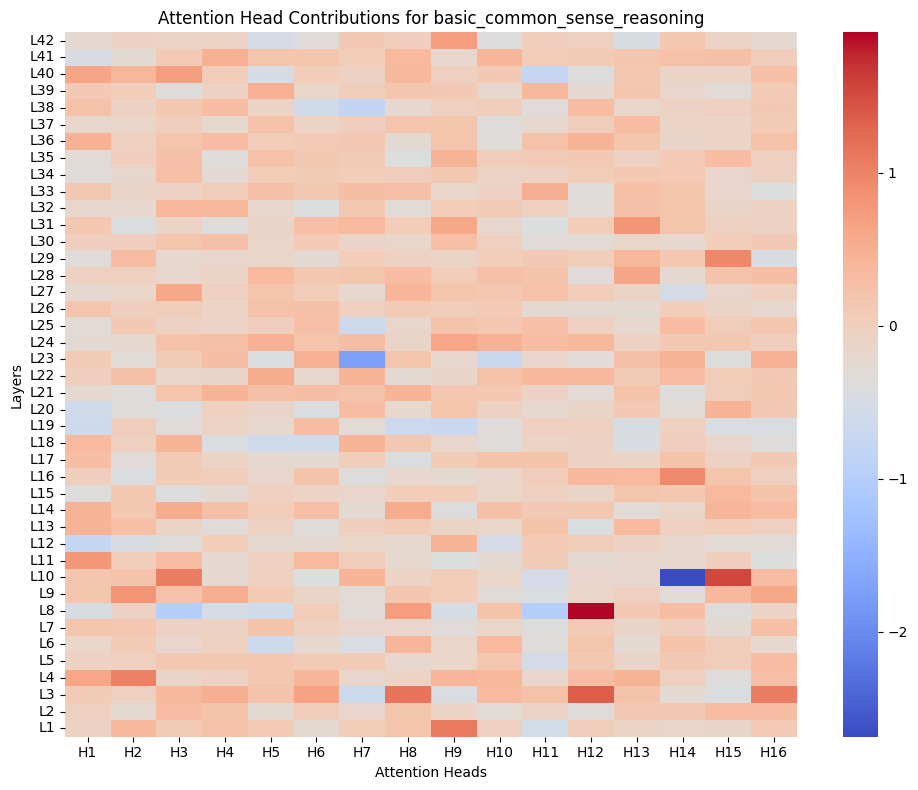 Attention Head Contributions for basic_common_sense_reasoning
L42
L41
L40
L39
L38
L37
L36
L35
L34
L33
L32
L31
L30
L29
L28
L27
L26
L25
L24
L23
L22
L21
L20
L19
L18
L17
L16
L15
L14
L13
L12
L11
L10
L9
L8
L7
L6
L5
L4
L3
L2
L1
Layers
H1 H2 H3 H4 H5 H6 H7 H8 H9 H10 H11 H12 H13 H14 H15 H16
Attention Heads
1
0
−1
−2